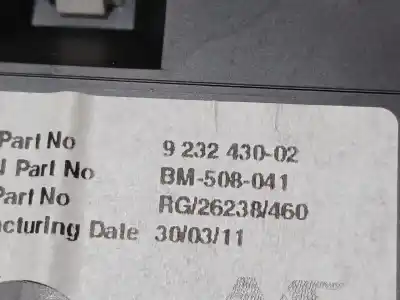 Part No 9 232 430-02
Part No BM-508-041
Part No RG/26238/460
cturing Date 30/03/11